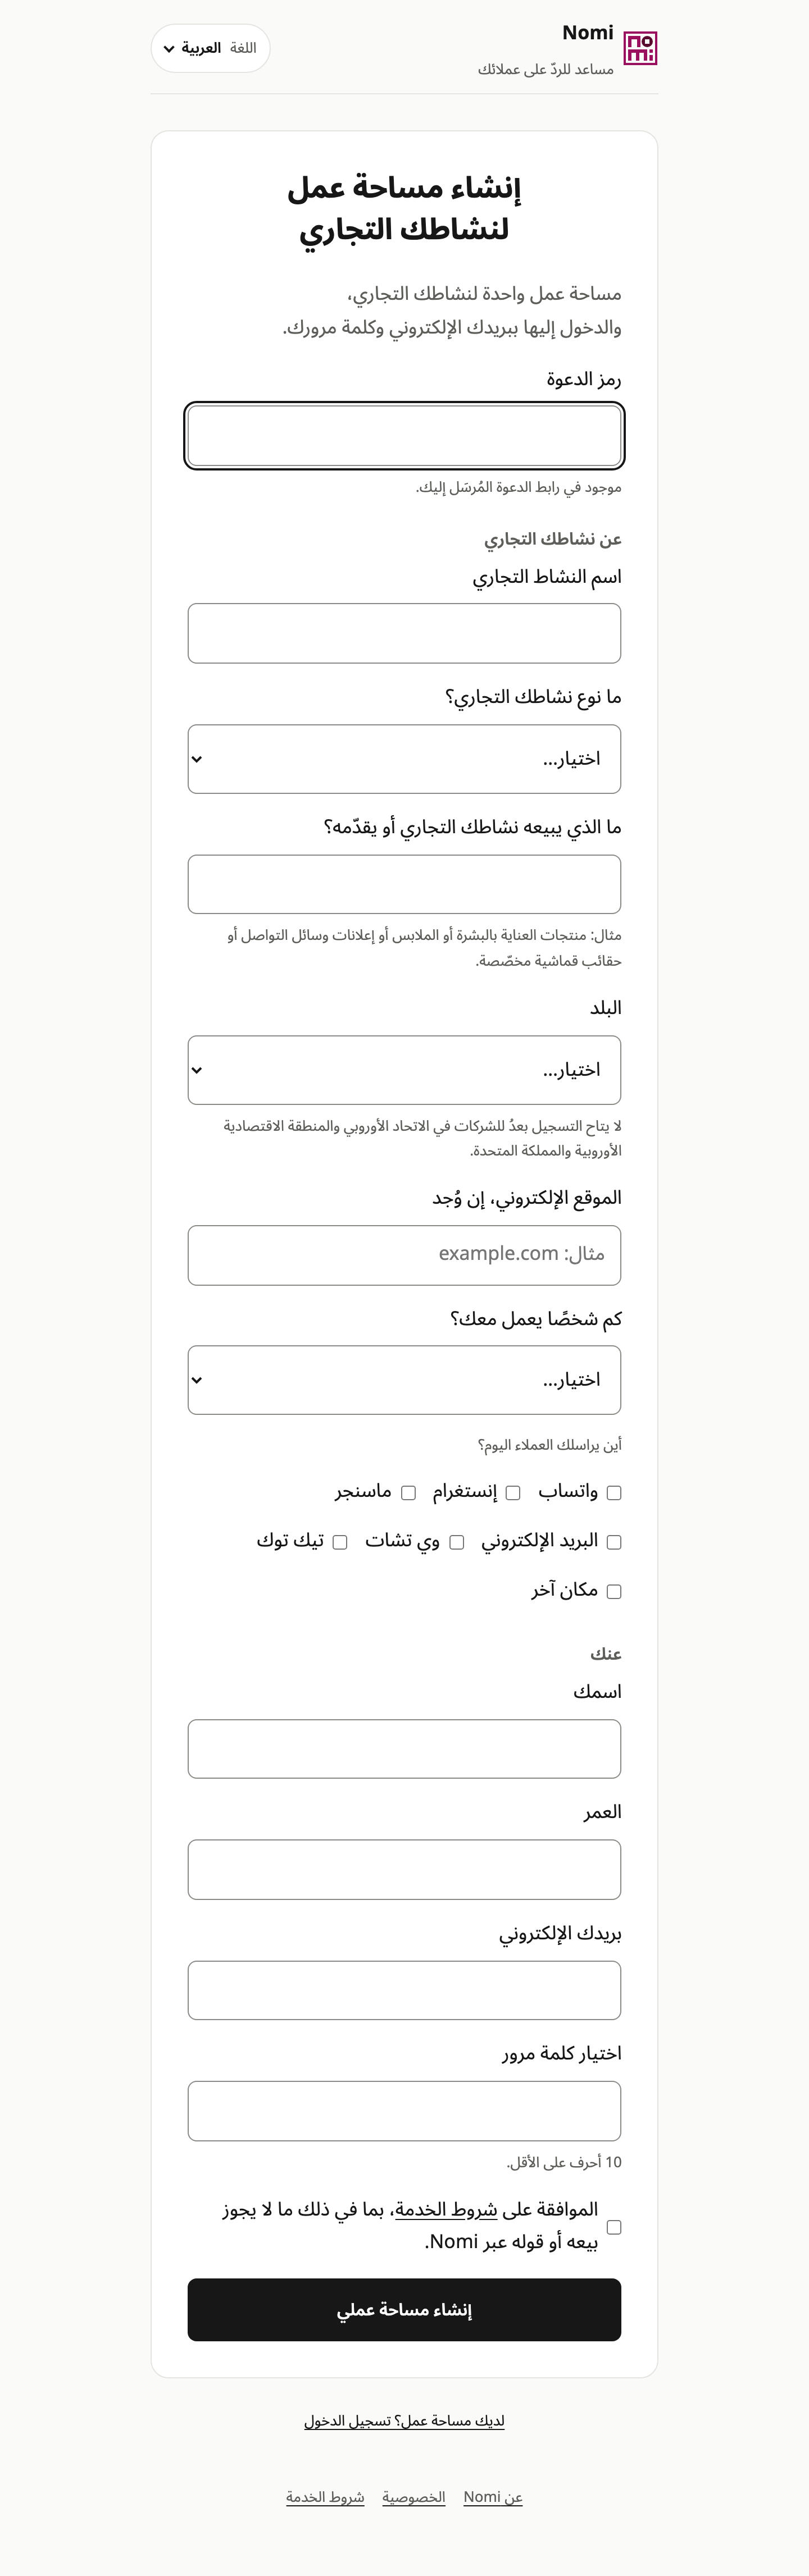 Nomi
مساعد للردّ على عملائك
اللغة العربية
إنشاء مساحة عمل
لنشاطك التجاري
مساحة عمل واحدة لنشاطك التجاري،
والدخول إليها ببريدك الإلكتروني وكلمة مرورك.
رمز الدعوة
موجود في رابط الدعوة المُرسَل إليك.
عن نشاطك التجاري
اسم النشاط التجاري
ما نوع نشاطك التجاري؟
اختيار...
ما الذي يبيعه نشاطك التجاري أو يقدّمه؟
مثال: منتجات العناية بالبشرة أو الملابس أو إعلانات وسائل التواصل أو
حقائب قماشية مخصّصة.
البلد
اختيار...
لا يتاح التسجيل بعدُ للشركات في الاتحاد الأوروبي والمنطقة الاقتصادية
الأوروبية والمملكة المتحدة.
الموقع الإلكتروني، إن وُجد
مثال: example.com
كم شخصًا يعمل معك؟
اختيار...
أين يراسلك العملاء اليوم؟
واتساب إنستغرام ماسنجر
البريد الإلكتروني وي تشات تيك توك
مكان آخر
عنك
اسمك
العمر
بريدك الإلكتروني
اختيار كلمة مرور
10 أحرف على الأقل.
الموافقة على شروط الخدمة، بما في ذلك ما لا يجوز
بيعه أو قوله عبر Nomi.
إنشاء مساحة عملي
لديك مساحة عمل؟ تسجيل الدخول
عن Nomi الخصوصية شروط الخدمة